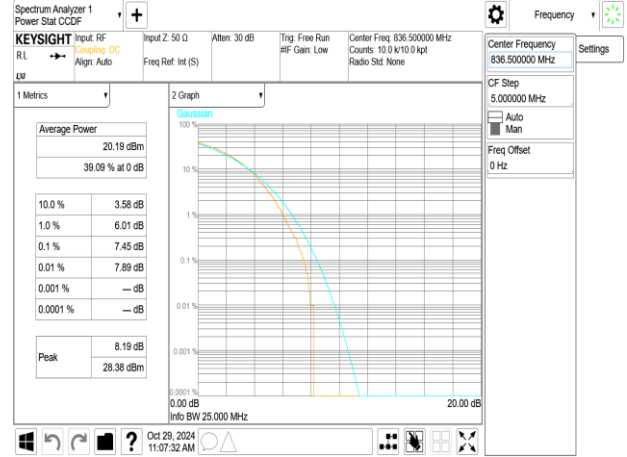 Spectrum Analyzer 1
Power Stat CCDF
Frequency
KEYSIGHT
RL
LXI
Input: RF
Coupling: DC
Align: Auto
Input Z: 50 Ω
Freq Ref: Int (S)
Atten: 30 dB
Trig: Free Run
#IF Gain: Low
Center Freq: 836.500000 MHz
Counts: 10.0 k/10.0 kpt
Radio Std: None
Center Frequency
836.500000 MHz
Settings
CF Step
5.000000 MHz
Auto
Man
Freq Offset
0 Hz
1 Metrics
Average Power
20.19 dBm
39.09 % at 0 dB
10.0 % 3.58 dB
1.0 % 6.01 dB
0.1 % 7.45 dB
0.01 % 7.89 dB
0.001 % --- dB
0.0001 % --- dB
Peak
8.19 dB
28.38 dBm
2 Graph
Gaussian
100 %
10 %
1 %
0.1 %
0.01 %
0.001 %
0.0001 %
0.00 dB 20.00 dB
Info BW 25.000 MHz
?
Oct 29, 2024
11:07:32 AM